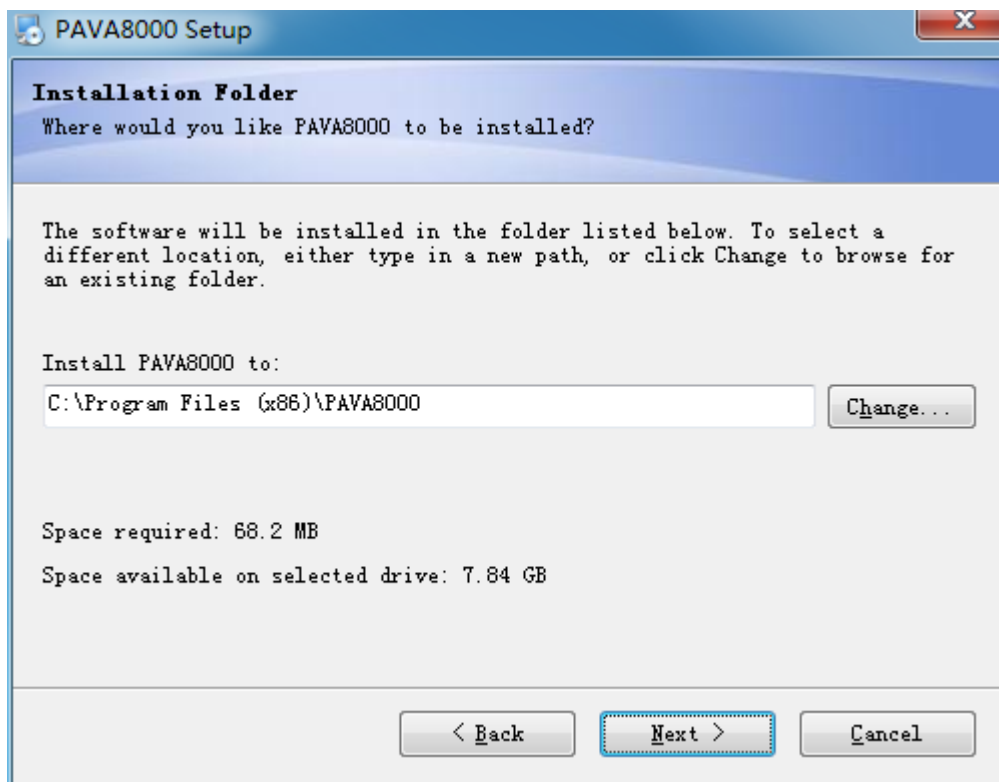 PAVA8000 Setup
Installation Folder
Where would you like PAVA8000 to be installed?
The software will be installed in the folder listed below. To select a
different location, either type in a new path, or click Change to browse for
an existing folder.
Install PAVA8000 to:
C:\Program Files (x86)\PAVA8000
Change...
Space required: 68.2 MB
Space available on selected drive: 7.84 GB
< Back
Next >
Cancel